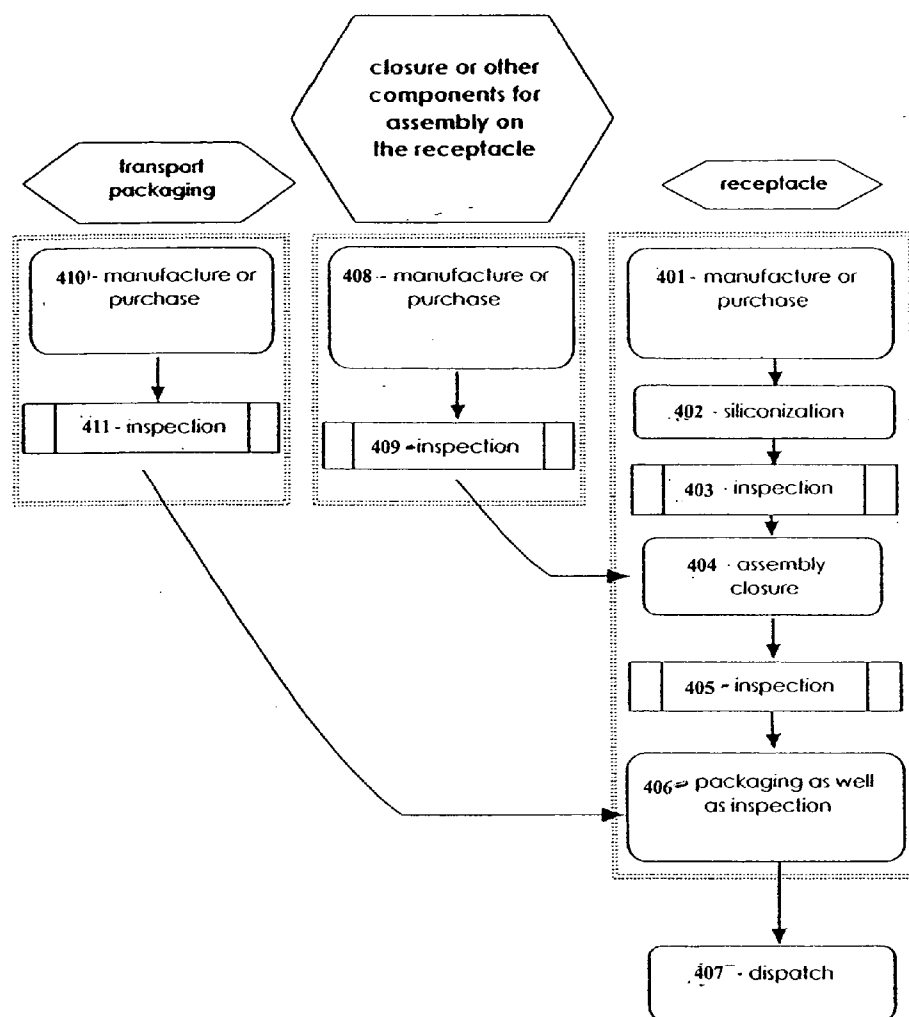 closure or other
components for
assembly on
the receptacle
transport
packaging
receptacle
410 - manufacture or
purchase
411 - inspection
408 - manufacture or
purchase
409 - inspection
401 - manufacture or
purchase
402 - siliconization
403 - inspection
404 - assembly
closure
405 - inspection
406 - packaging as well
as inspection
407 - dispatch